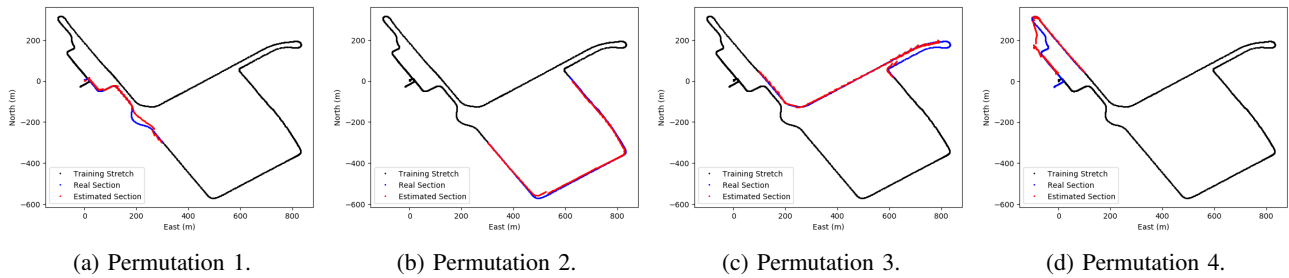 200
0
−200
−400
−600
North (m)
0 200 400 600 800
East (m)
Training Stretch
Real Section
Estimated Section
(a) Permutation 1.
200
0
−200
−400
−600
North (m)
0 200 400 600 800
East (m)
Training Stretch
Real Section
Estimated Section
(b) Permutation 2.
200
0
−200
−400
−600
North (m)
0 200 400 600 800
East (m)
Training Stretch
Real Section
Estimated Section
(c) Permutation 3.
200
0
−200
−400
−600
North (m)
0 200 400 600 800
East (m)
Training Stretch
Real Section
Estimated Section
(d) Permutation 4.